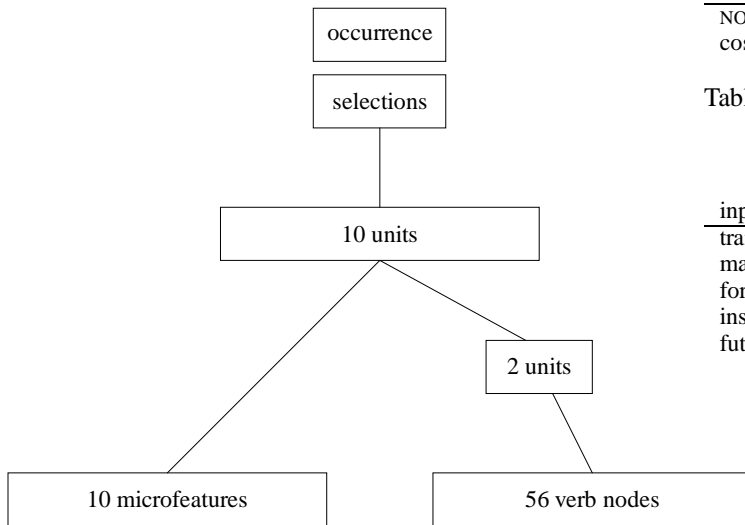 occurrence
selections
10 units
2 units
10 microfeatures
56 verb nodes